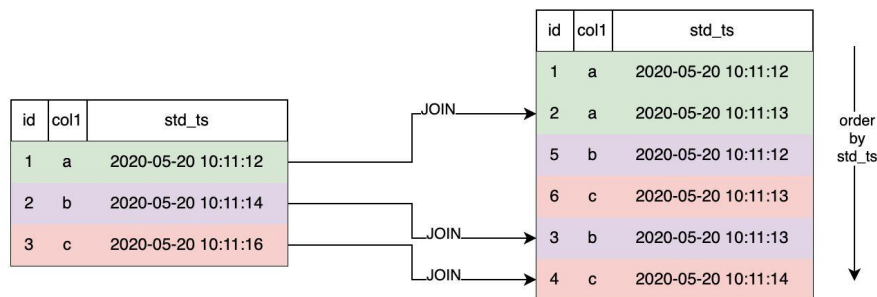 id col1 std_ts
1 a 2020-05-20 10:11:12
2 b 2020-05-20 10:11:14
3 c 2020-05-20 10:11:16
JOIN
JOIN
JOIN
id col1 std_ts
1 a 2020-05-20 10:11:12
2 a 2020-05-20 10:11:13
5 b 2020-05-20 10:11:12
6 c 2020-05-20 10:11:13
3 b 2020-05-20 10:11:13
4 c 2020-05-20 10:11:14
order
by
std_ts